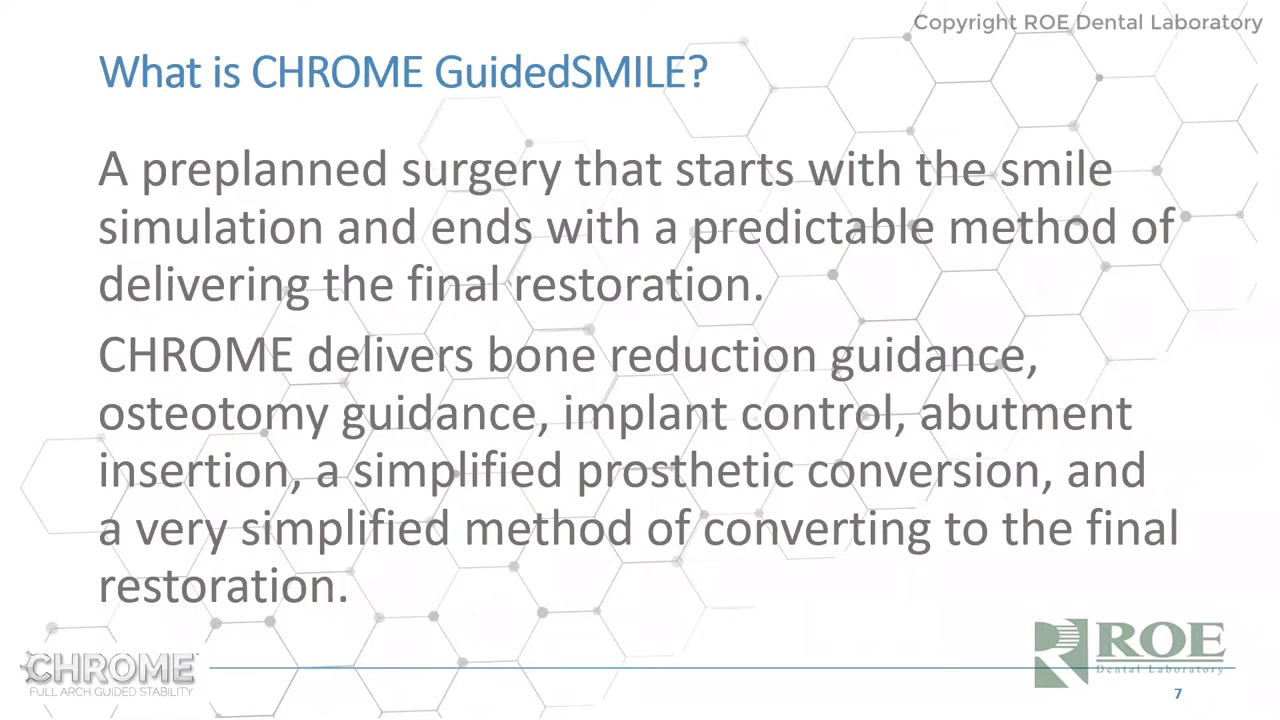 Copyright ROE Dental Laboratory
What is CHROME GuidedSMILE?
A preplanned surgery that starts with the smile
simulation and ends with a predictable method of
delivering the final restoration.
CHROME delivers bone reduction guidance,
osteotomy guidance, implant control, abutment
insertion, a simplified prosthetic conversion, and
a very simplified method of converting to the final
restoration.
CHROME
FULL ARCH GUIDED STABILITY
ROE
Dental Laboratory
7